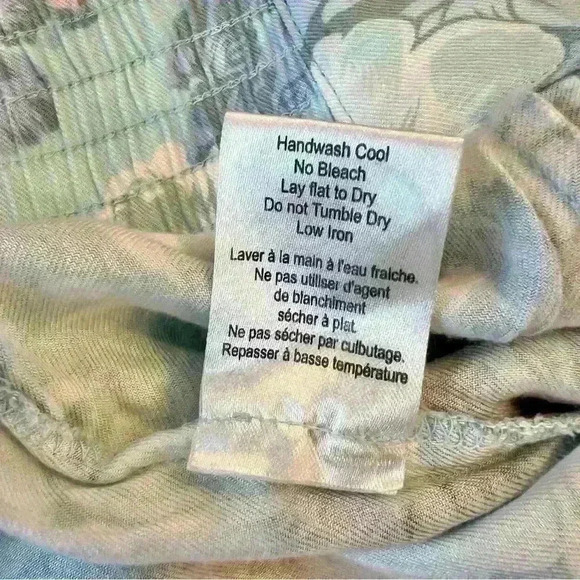 Handwash Cool
No Bleach
Lay flat to Dry
Do not Tumble Dry
Low Iron
Laver à la main à l'eau fraîche.
Ne pas utiliser d'agent
de blanchiment
sécher à plat.
Ne pas sécher par culbutage.
Repasser à basse température